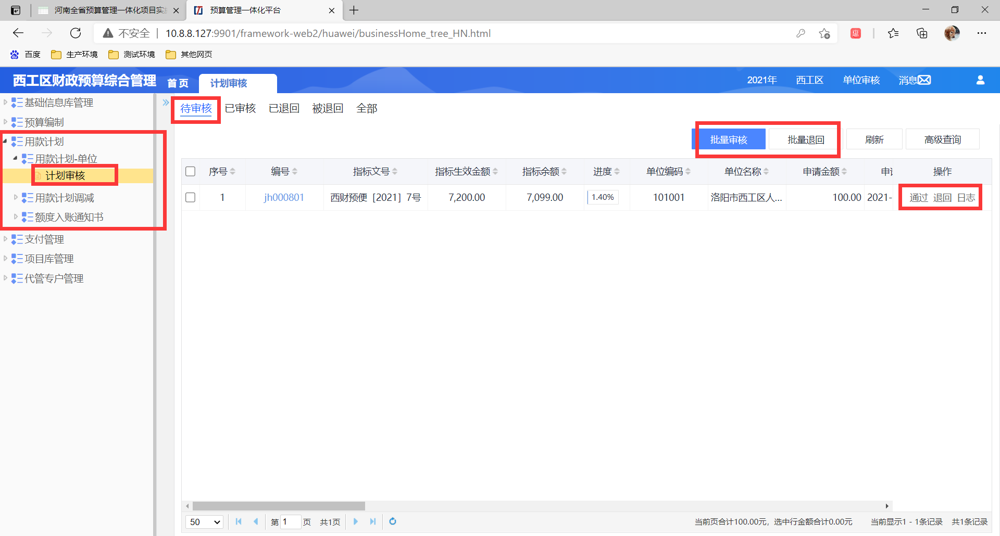 河南全省预算管理一体化项目实施
预算管理一体化平台
不安全 10.8.8.127:9901/framework-web2/huawei/businessHome_tree_HN.html
惠
百度 生产环境 测试环境 其他网页
西工区财政预算综合管理 首页 计划审核 2021年 西工区 单位审核 消息
基础信息库管理
预算编制
用款计划
用款计划-单位
计划审核
用款计划调减
额度入账通知书
支付管理
项目库管理
代管专户管理
待审核 已审核 已退回 被退回 全部
批量审核 批量退回 刷新 高级查询
序号 编号 指标文号 指标生效金额 指标余额 进度 单位编码 单位名称 申请金额 申 操作
1 jh000801 西财预便［2021］7号 7,200.00 7,099.00 1.40% 101001 洛阳市西工区人... 100.00 2021- 通过 退回 日志
50 第 1 页 共1页 当前页合计100.00元，选中行金额合计0.00元 当前显示1 - 1条记录 共1条记录